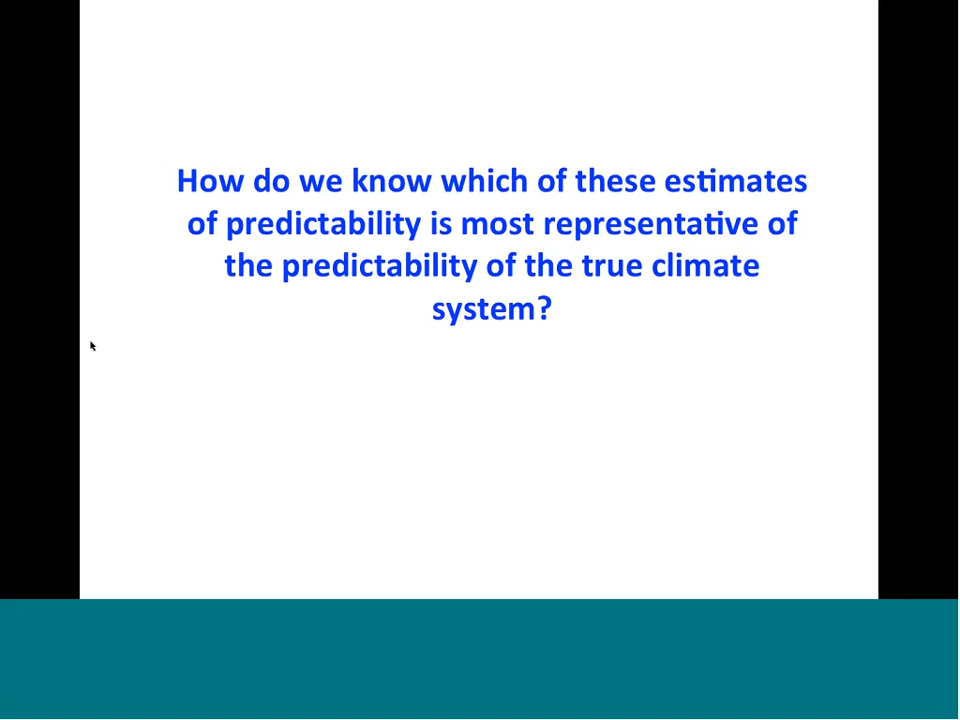 How do we know which of these estimates
of predictability is most representative of
the predictability of the true climate
system?